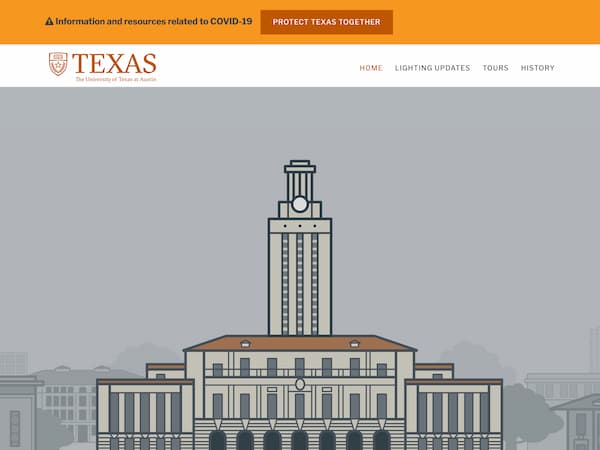 Information and resources related to COVID-19
PROTECT TEXAS TOGETHER
TEXAS
The University of Texas at Austin
HOME LIGHTING UPDATES TOURS HISTORY